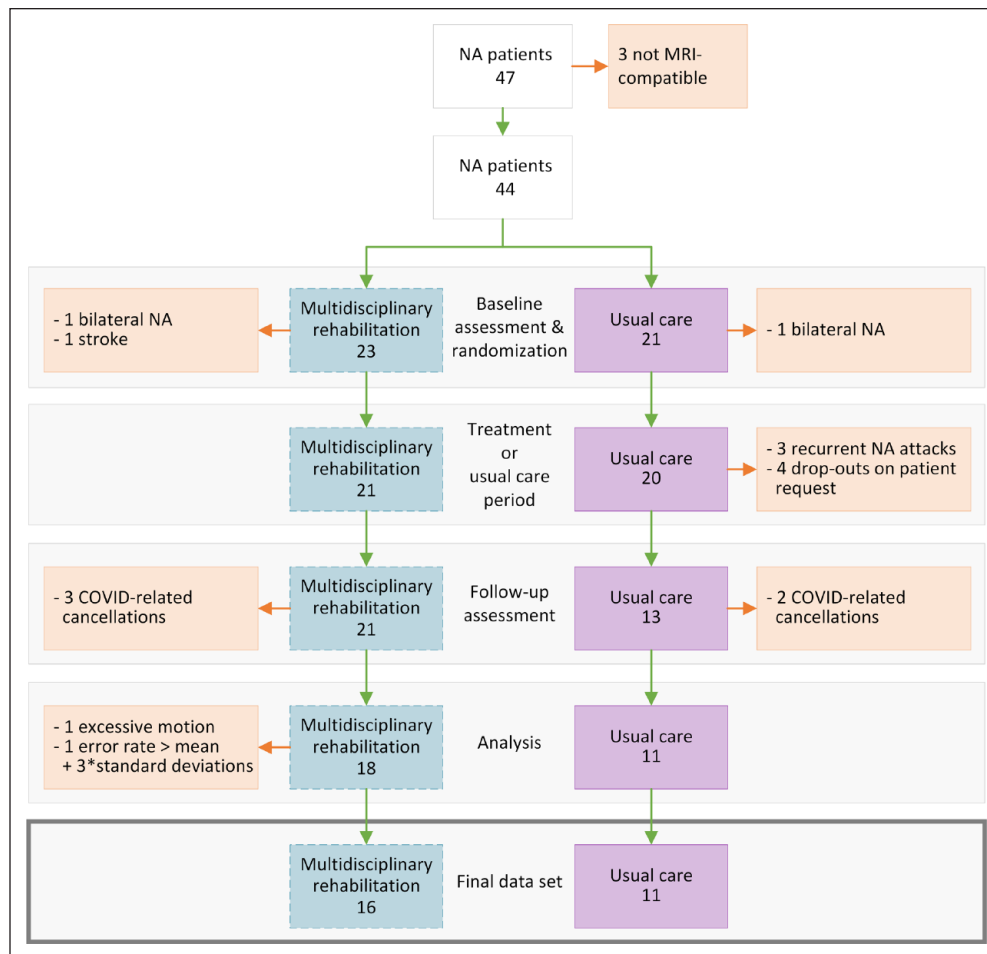 NA patients
47
3 not MRI-
compatible
NA patients
44
- 1 bilateral NA
- 1 stroke
Multidisciplinary
rehabilitation
23
Baseline
assessment &
randomization
Usual care
21
- 1 bilateral NA
Multidisciplinary
rehabilitation
21
Treatment
or
usual care
period
Usual care
20
- 3 recurrent NA attacks
- 4 drop-outs on patient
request
- 3 COVID-related
cancellations
Multidisciplinary
rehabilitation
21
Follow-up
assessment
Usual care
13
- 2 COVID-related
cancellations
- 1 excessive motion
- 1 error rate > mean
+ 3*standard deviations
Multidisciplinary
rehabilitation
18
Analysis
Usual care
11
Multidisciplinary
rehabilitation
16
Final data set
Usual care
11